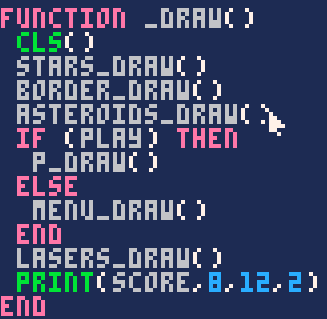 FUNCTION _DRAW()
CLS()
STARS_DRAW()
BORDER_DRAW()
ASTEROIDS_DRAW()
IF (PLAY) THEN
P_DRAW()
ELSE
MENU_DRAW()
END
LASERS_DRAW()
PRINT(SCORE,8,12,2)
END